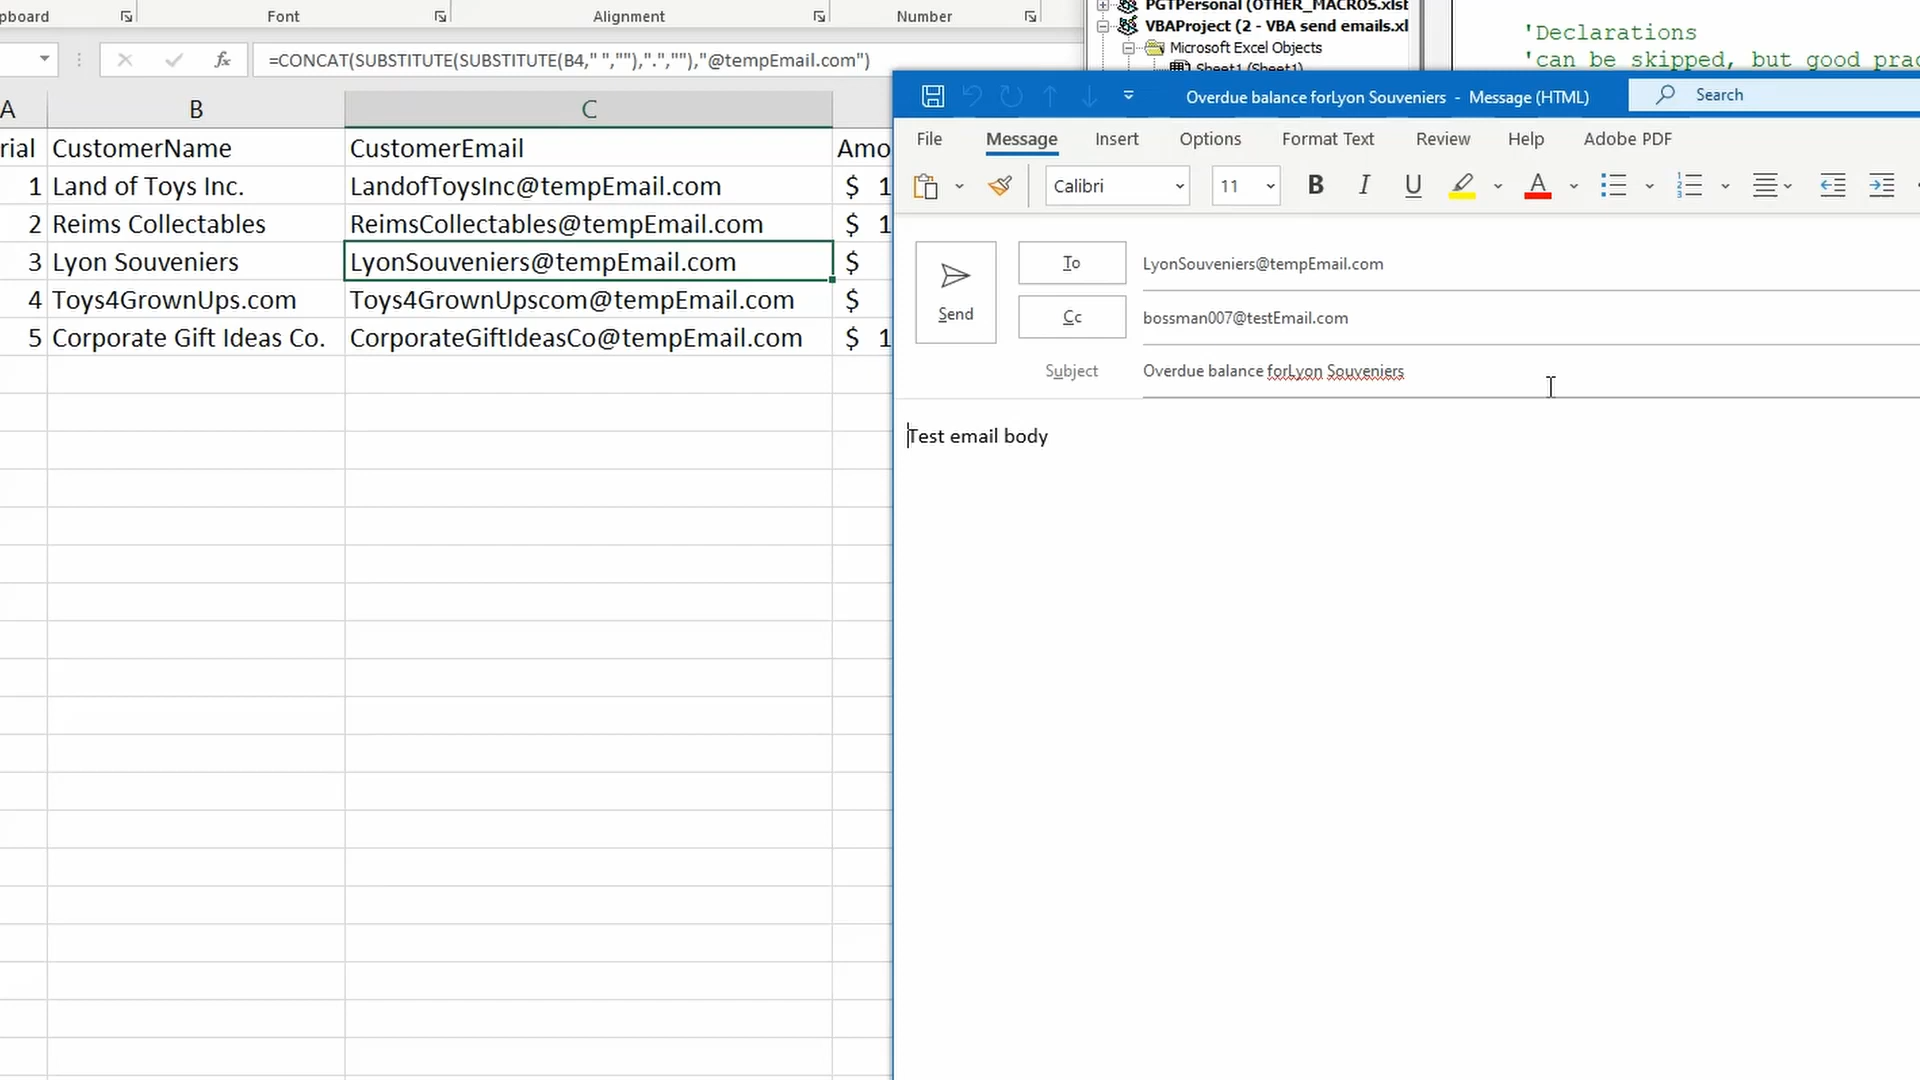 pboard
Font
Alignment
Number
=CONCAT(SUBSTITUTE(SUBSTITUTE(B4," ",""),".",""),"@tempEmail.com")
A
B
C
rial
CustomerName
CustomerEmail
Amo
1
Land of Toys Inc.
LandofToysInc@tempEmail.com
$ 1
2
Reims Collectables
ReimsCollectables@tempEmail.com
$ 1
3
Lyon Souveniers
LyonSouveniers@tempEmail.com
$
4
Toys4GrownUps.com
Toys4GrownUpscom@tempEmail.com
$
5
Corporate Gift Ideas Co.
CorporateGiftIdeasCo@tempEmail.com
$ 1
PGTPersonal (OTHER_MACROS.xlsb
VBAProject (2 - VBA send emails.xl
Microsoft Excel Objects
Sheet1 (Sheet1)
'Declarations
'can be skipped, but good prac
Overdue balance forLyon Souveniers - Message (HTML)
Search
File
Message
Insert
Options
Format Text
Review
Help
Adobe PDF
Calibri
11
B
I
U
A
Send
To
LyonSouveniers@tempEmail.com
Cc
bossman007@testEmail.com
Subject
Overdue balance forLyon Souveniers
Test email body